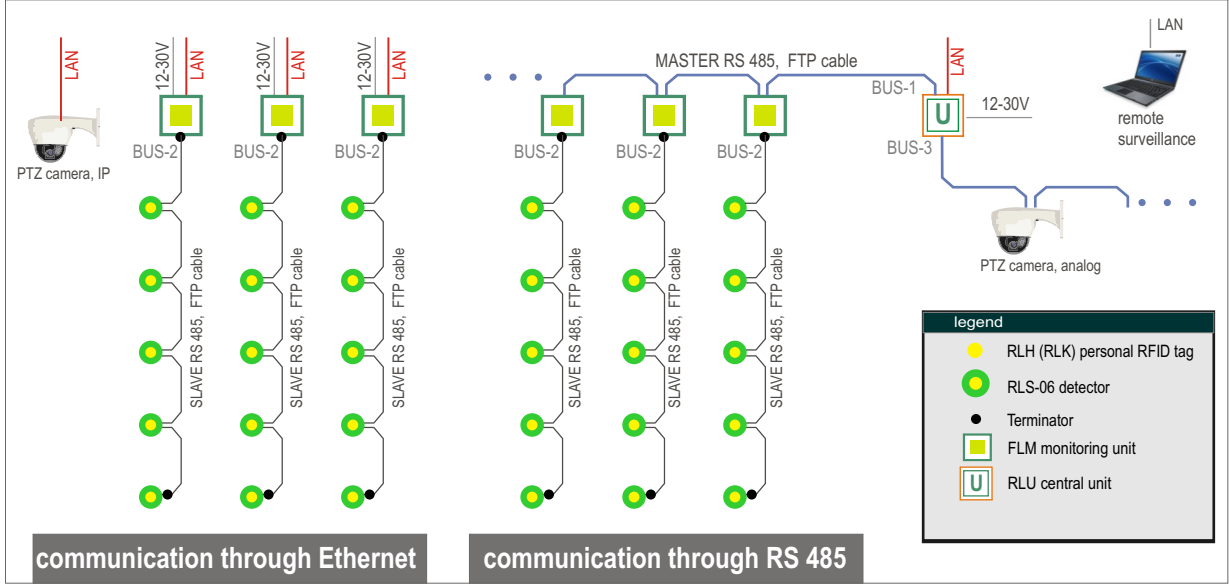 LAN
12-30V
LAN
12-30V
LAN
12-30V
LAN
MASTER RS 485, FTP cable
BUS-1
LAN
12-30V
U
LAN
remote
surveillance
PTZ camera, IP
BUS-2
BUS-2
BUS-2
BUS-2
BUS-2
BUS-2
BUS-3
SLAVE RS 485, FTP cable
SLAVE RS 485, FTP cable
SLAVE RS 485, FTP cable
SLAVE RS 485, FTP cable
SLAVE RS 485, FTP cable
SLAVE RS 485, FTP cable
PTZ camera, analog
legend
RLH (RLK) personal RFID tag
RLS-06 detector
Terminator
FLM monitoring unit
U RLU central unit
communication through Ethernet
communication through RS 485